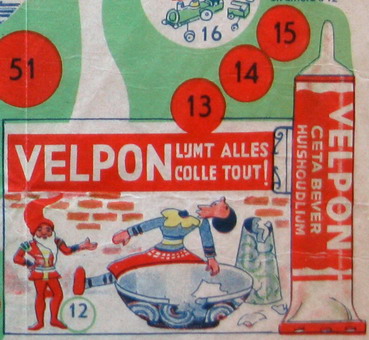 16
15
14
13
51
VELPON
LIJMT ALLES
COLLE TOUT!
12
VELPON
CETA BEVER
HUISHOUDLIJM